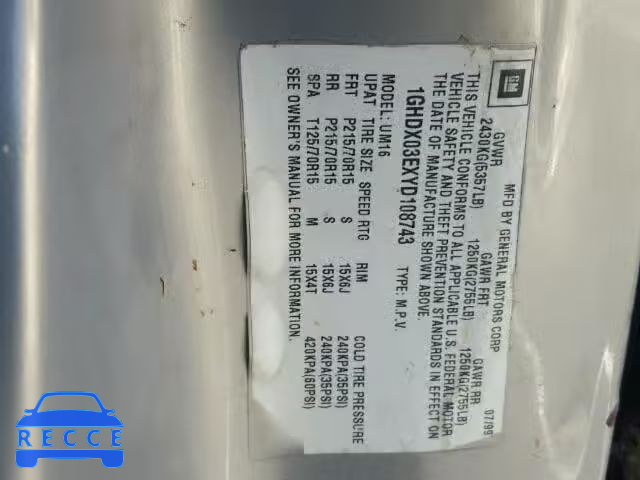 GM
MFD BY GENERAL MOTORS CORP 07/99
GVWR GAWR FRT GAWR RR
2430KG(5357LB) 1250KG(2755LB) 1250KG(2755LB)
THIS VEHICLE CONFORMS TO ALL APPLICABLE U.S. FEDERAL MOTOR
VEHICLE SAFETY AND THEFT PREVENTION STANDARDS IN EFFECT ON
THE DATE OF MANUFACTURE SHOWN ABOVE.
1GHDX03EXYD108743 TYPE: M.P.V.
MODEL: UM16
UPAT TIRE SIZE SPEED RTG RIM COLD TIRE PRESSURE
FRT P215/70R15 S 15X6J 240KPA(35PSI)
RR P215/70R15 S 15X6J 240KPA(35PSI)
SPA T125/70R15 M 15X4T 420KPA(60PSI)
SEE OWNER'S MANUAL FOR MORE INFORMATION.
RECCE